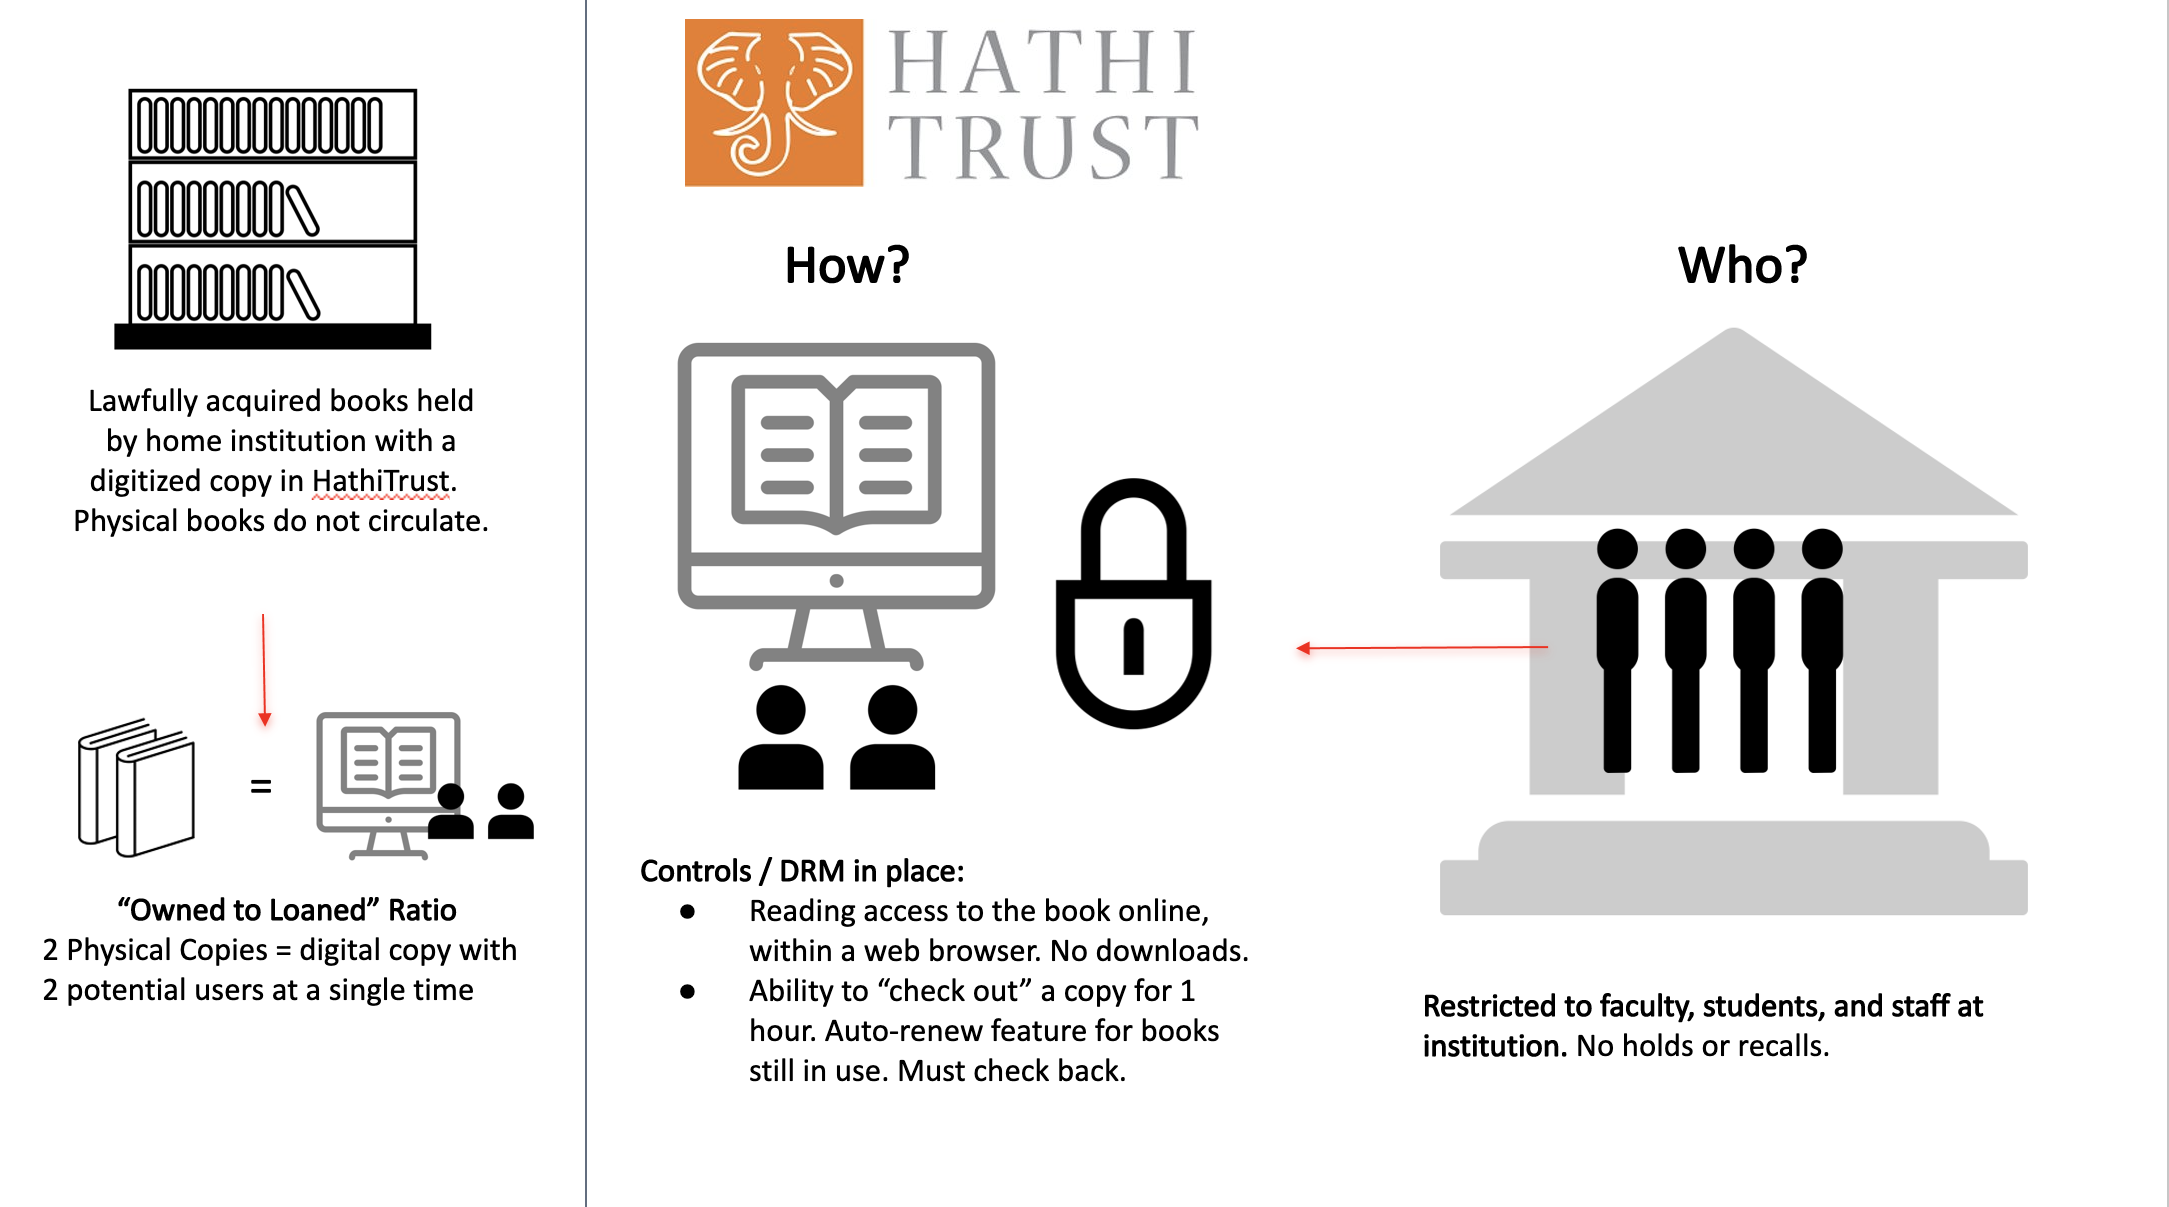 Lawfully acquired books held
by home institution with a
digitized copy in HathiTrust.
Physical books do not circulate.
=
“Owned to Loaned” Ratio
2 Physical Copies = digital copy with
2 potential users at a single time
HATHI
TRUST
How?
Controls / DRM in place:
● Reading access to the book online,
within a web browser. No downloads.
● Ability to “check out” a copy for 1
hour. Auto-renew feature for books
still in use. Must check back.
Who?
Restricted to faculty, students, and staff at
institution. No holds or recalls.